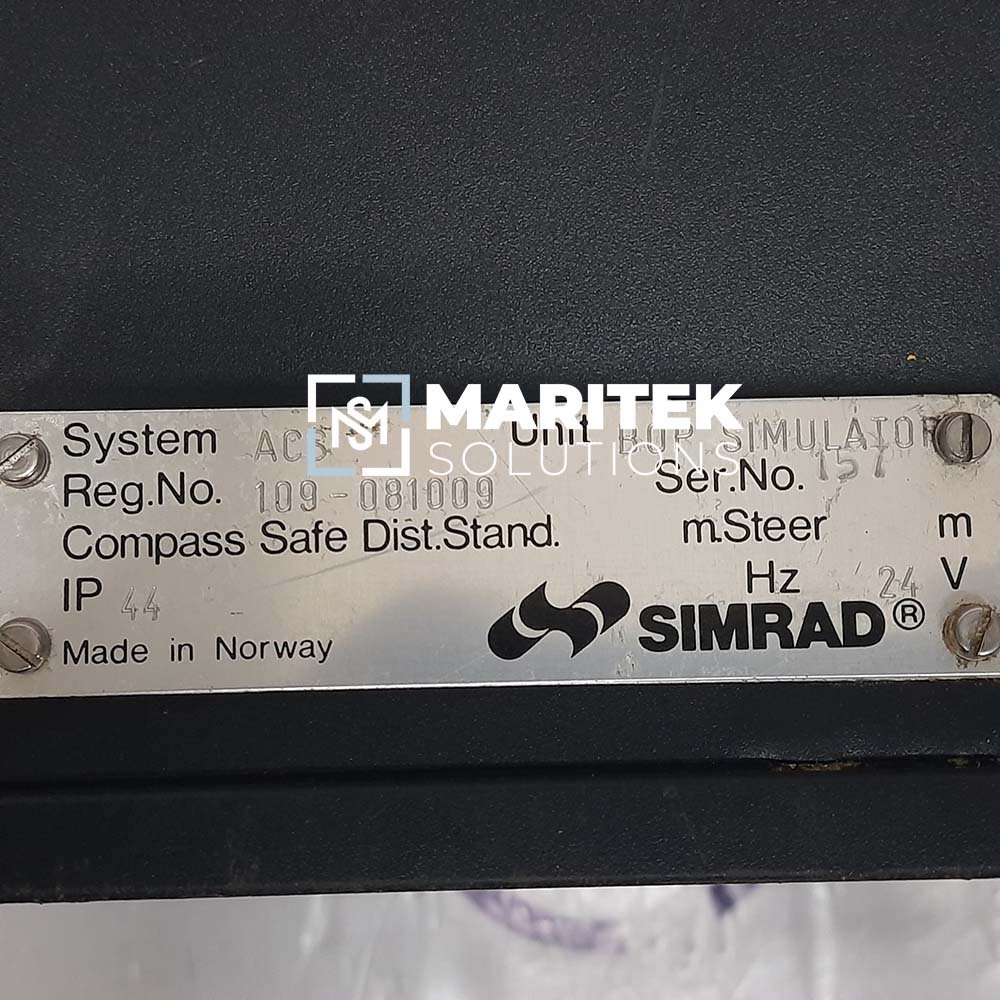 MARITEK
SOLUTIONS
System ACS Unit BOP SIMULATOR
Reg.No. 109-081009 Ser.No. 157
Compass Safe Dist.Stand. m.Steer m
IP 44 Hz 24 V
Made in Norway SIMRAD®